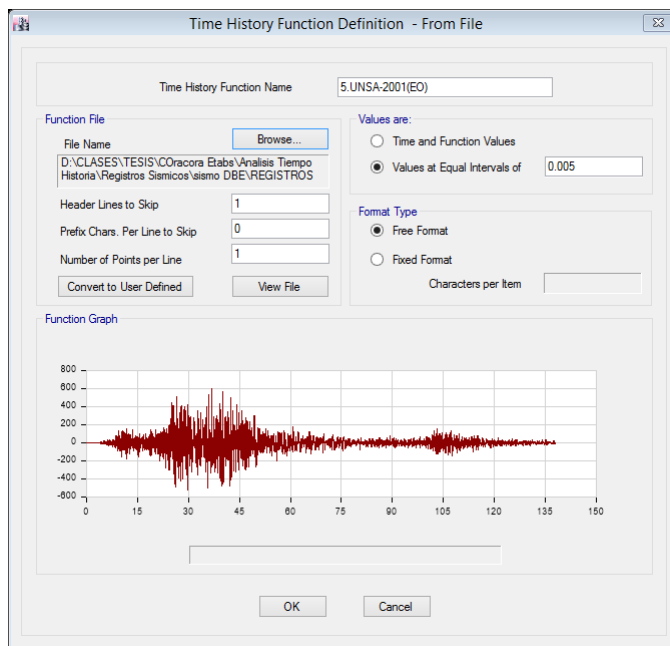 Time History Function Definition - From File
Time History Function Name
5.UNSA-2001(EO)
Function File
File Name
Browse...
D:\CLASES\TESIS\COracora Etabs\Analisis Tiempo
Historia\Registros Sismicos\sismo DBE\REGISTROS
Header Lines to Skip
1
Prefix Chars. Per Line to Skip
0
Number of Points per Line
1
Convert to User Defined
View File
Values are:
Time and Function Values
Values at Equal Intervals of
0.005
Format Type
Free Format
Fixed Format
Characters per Item
Function Graph
800
600
400
200
0
-200
-400
-600
0 15 30 45 60 75 90 105 120 135 150
OK
Cancel